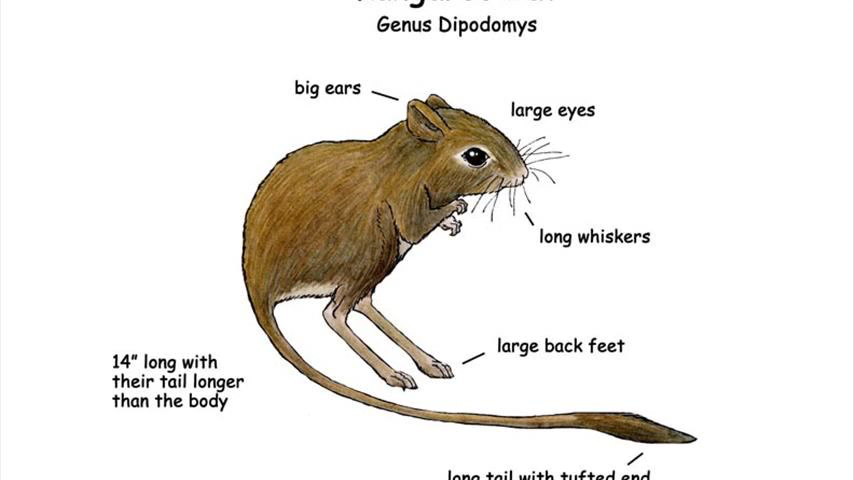 Genus Dipodomys
big ears
large eyes
long whiskers
large back feet
14" long with
their tail longer
than the body
long tail with tufted end